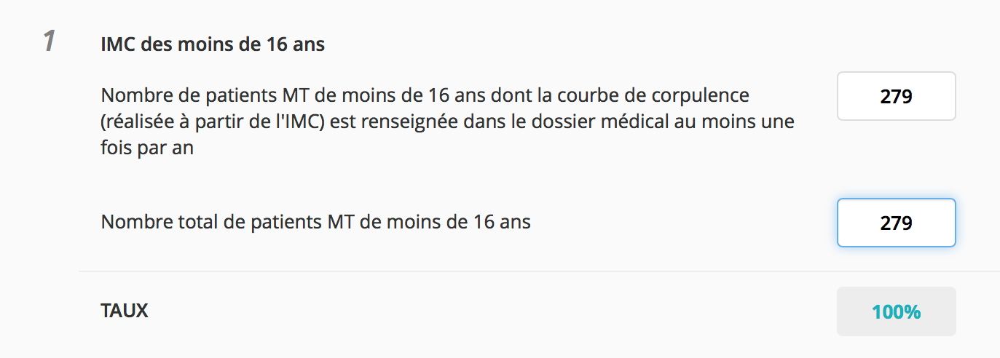 1
IMC des moins de 16 ans
Nombre de patients MT de moins de 16 ans dont la courbe de corpulence
(réalisée à partir de l'IMC) est renseignée dans le dossier médical au moins une
fois par an
279
Nombre total de patients MT de moins de 16 ans
279
TAUX
100%